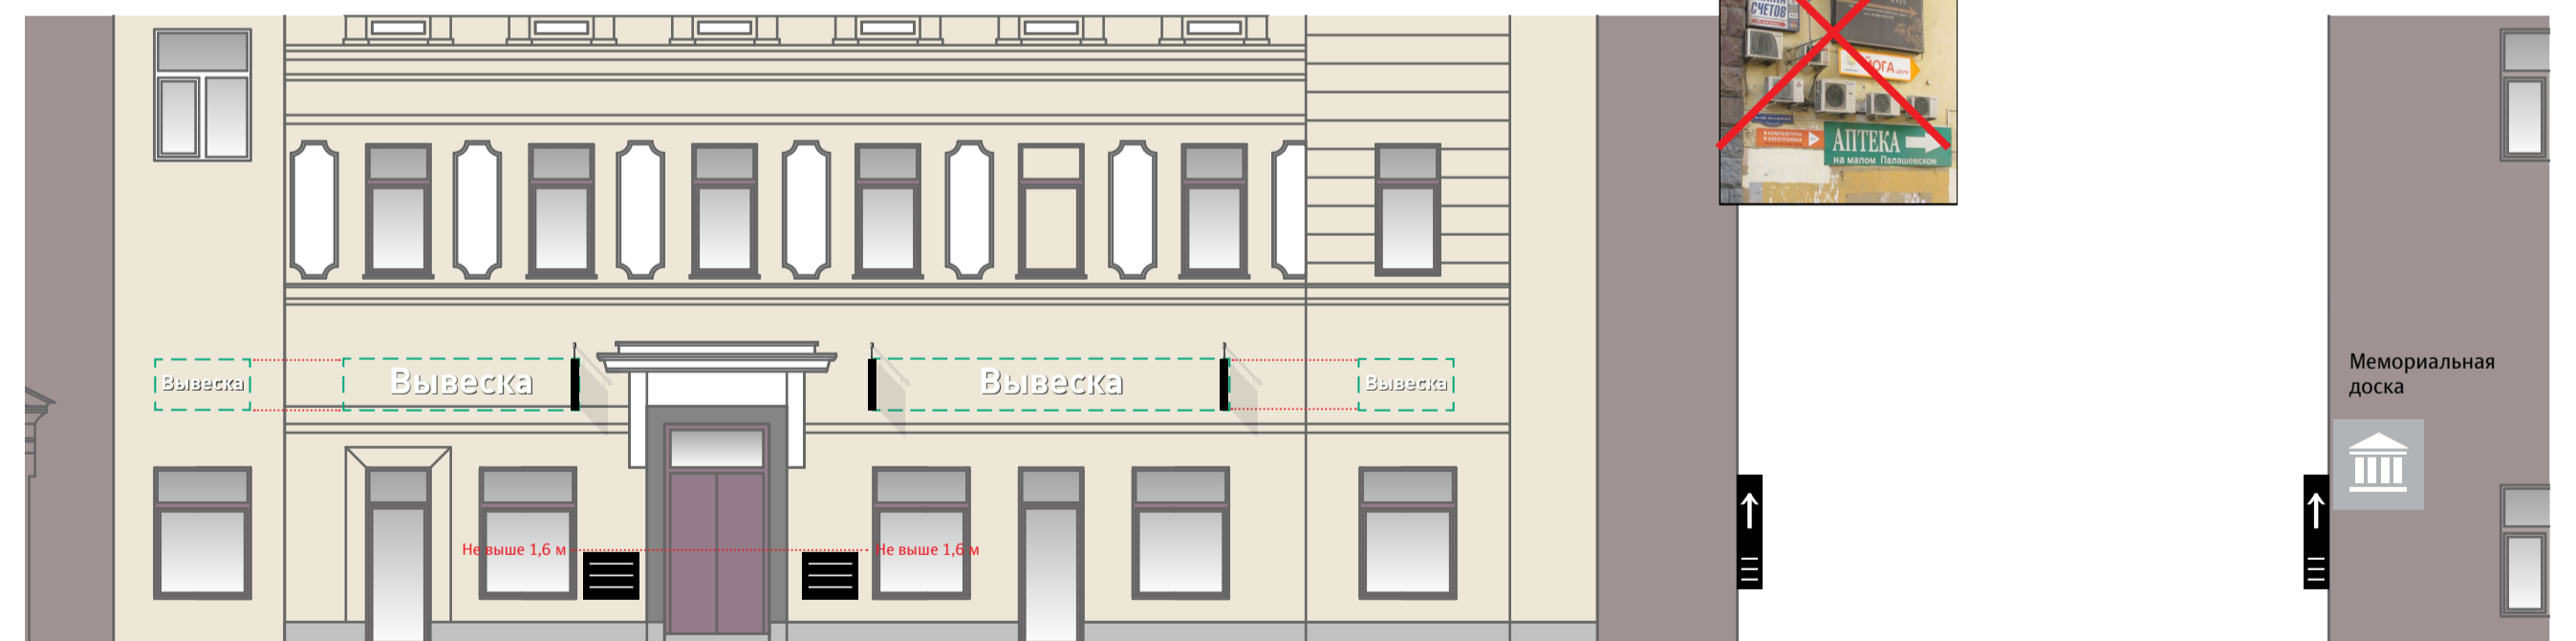 СЧЕТОВ
ЙОГА
АПТЕКА
на малом Палашевском
Вывеска
Вывеска
Вывеска
Вывеска
Мемориальная
доска
Не выше 1,6 м
Не выше 1,6 м